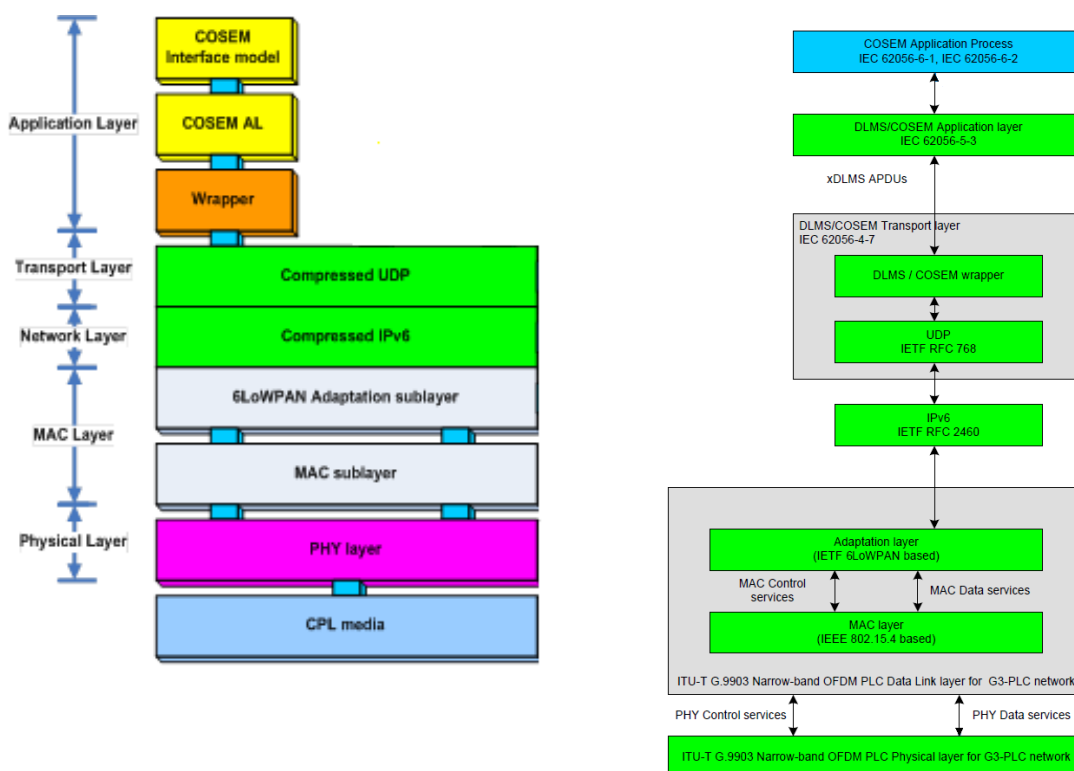 COSEM
Interface model
COSEM AL
Application Layer
Wrapper
Transport Layer
Compressed UDP
Network Layer
Compressed IPv6
6LoWPAN Adaptation sublayer
MAC Layer
MAC sublayer
Physical Layer
PHY layer
CPL media
COSEM Application Process
IEC 62056-6-1, IEC 62056-6-2
DLMS/COSEM Application layer
IEC 62056-5-3
xDLMS APDUs
DLMS/COSEM Transport layer
IEC 62056-4-7
DLMS / COSEM wrapper
UDP
IETF RFC 768
IPv6
IETF RFC 2460
Adaptation layer
(IETF 6LoWPAN based)
MAC Control
services
MAC Data services
MAC layer
(IEEE 802.15.4 based)
ITU-T G.9903 Narrow-band OFDM PLC Data Link layer for G3-PLC network
PHY Control services
PHY Data services
ITU-T G.9903 Narrow-band OFDM PLC Physical layer for G3-PLC network